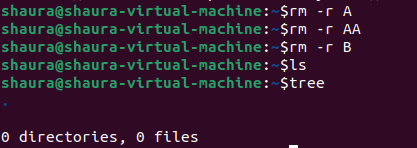 shaura@shaura-virtual-machine:~$rm -r A
shaura@shaura-virtual-machine:~$rm -r AA
shaura@shaura-virtual-machine:~$rm -r B
shaura@shaura-virtual-machine:~$ls
shaura@shaura-virtual-machine:~$tree
.
0 directories, 0 files